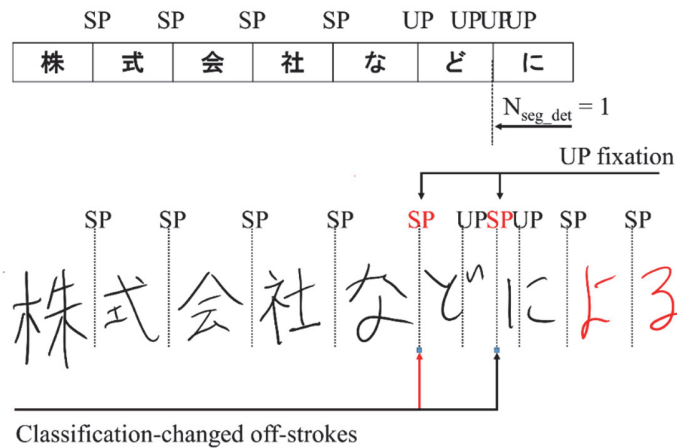 SP SP SP SP UP UP UP UP
株 式 会 社 な ど に
N_seg_det = 1
UP fixation
SP SP SP SP SP UP SP UP SP SP
株式会社などによる
Classification-changed off-strokes